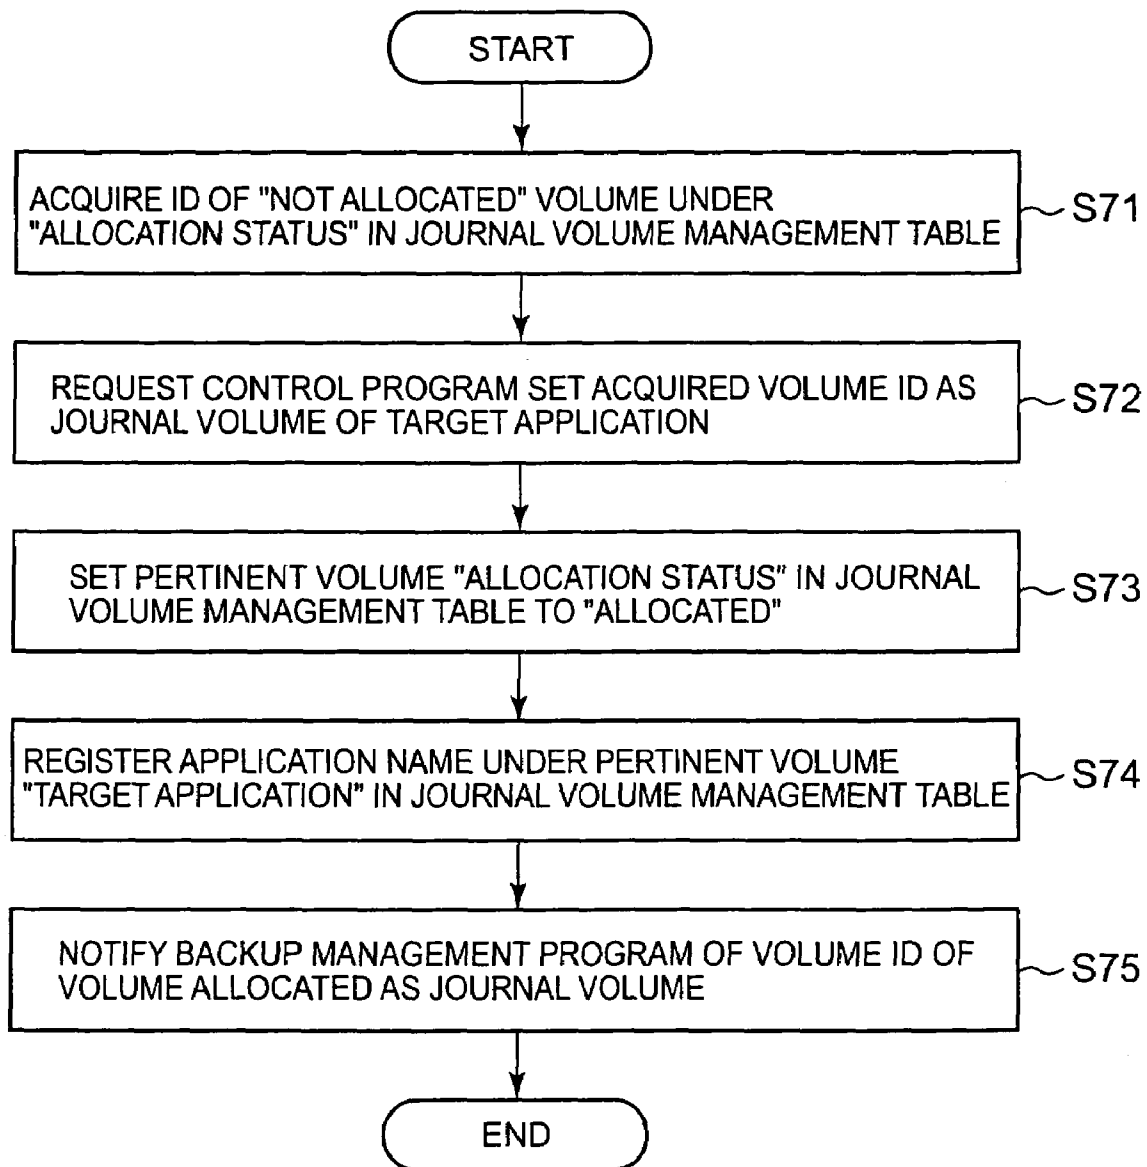 START
ACQUIRE ID OF "NOT ALLOCATED" VOLUME UNDER
"ALLOCATION STATUS" IN JOURNAL VOLUME MANAGEMENT TABLE
S71
REQUEST CONTROL PROGRAM SET ACQUIRED VOLUME ID AS
JOURNAL VOLUME OF TARGET APPLICATION
S72
SET PERTINENT VOLUME "ALLOCATION STATUS" IN JOURNAL
VOLUME MANAGEMENT TABLE TO "ALLOCATED"
S73
REGISTER APPLICATION NAME UNDER PERTINENT VOLUME
"TARGET APPLICATION" IN JOURNAL VOLUME MANAGEMENT TABLE
S74
NOTIFY BACKUP MANAGEMENT PROGRAM OF VOLUME ID OF
VOLUME ALLOCATED AS JOURNAL VOLUME
S75
END